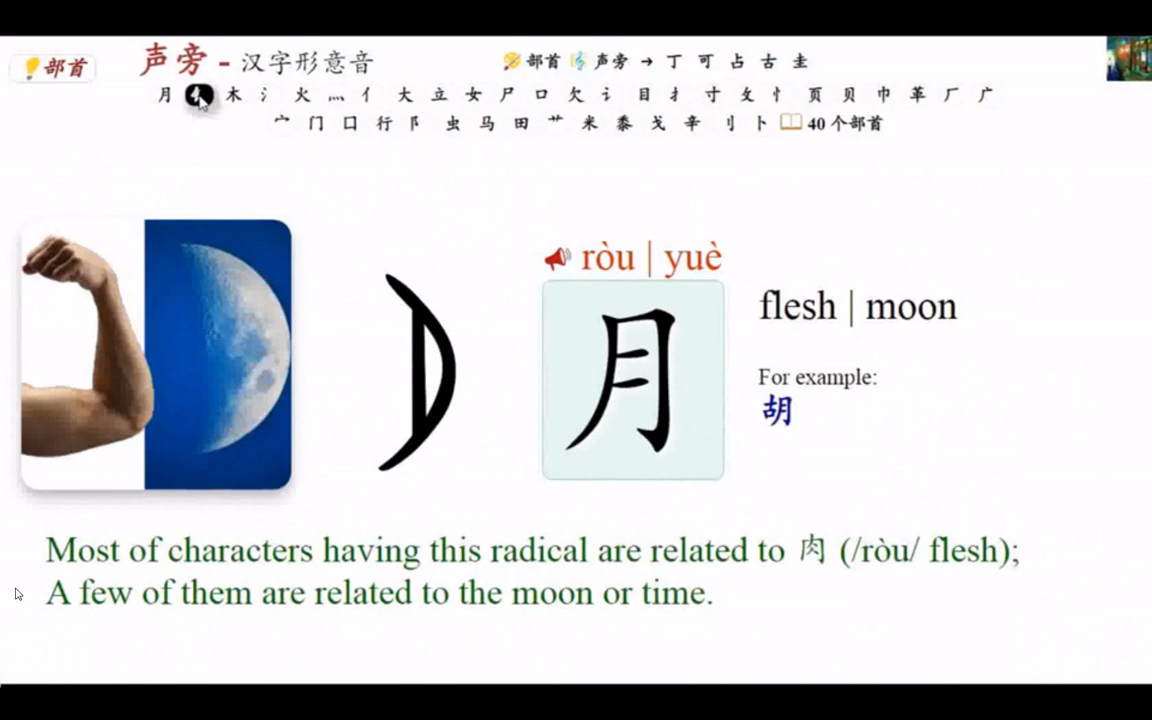 部首
声旁 - 汉字形意音
部首 声旁 → 丁 可 占 古 圭
月 木 氵 火 灬 亻 大 立 女 尸 口 欠 讠 目 扌 寸 攵 忄 页 贝 巾 革 厂 广
宀 门 囗 行 阝 虫 马 田 艹 米 黍 戈 辛 刂 卜 40 个部首
ròu | yuè
月
flesh | moon
For example:
胡
Most of characters having this radical are related to 肉 (/ròu/ flesh);
A few of them are related to the moon or time.